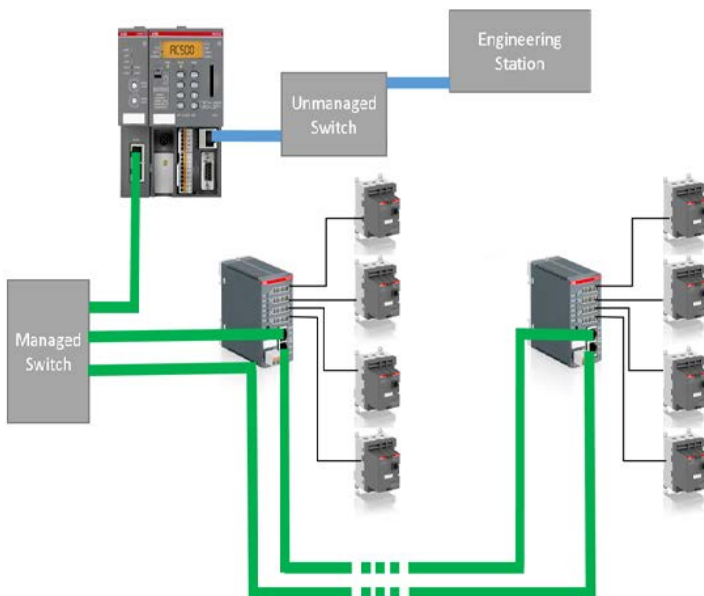 AC500
Engineering
Station
Unmanaged
Switch
Managed
Switch